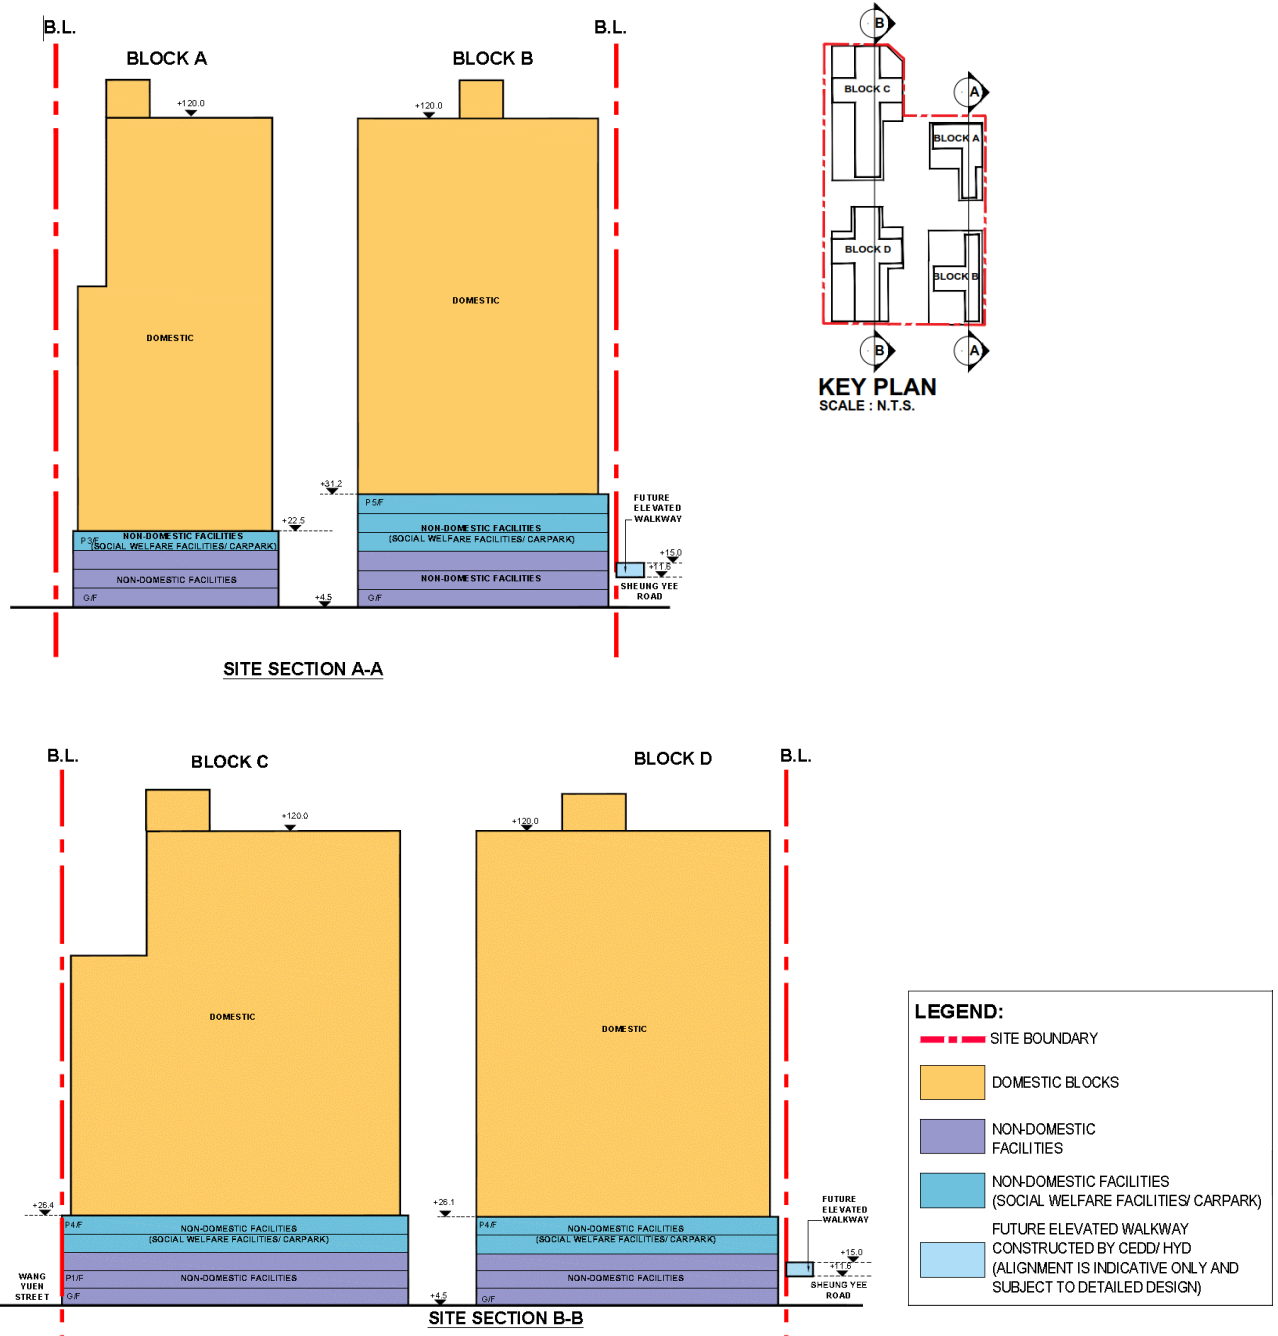 B.L.
B.L.
BLOCK A
BLOCK B
+120.0
+120.0
DOMESTIC
DOMESTIC
+31.2
+22.5
P5/F
NON-DOMESTIC FACILITIES
(SOCIAL WELFARE FACILITIES/ CARPARK)
P3/F
NON-DOMESTIC FACILITIES
(SOCIAL WELFARE FACILITIES/ CARPARK)
NON-DOMESTIC FACILITIES
NON-DOMESTIC FACILITIES
G/F
G/F
+4.5
FUTURE
ELEVATED
WALKWAY
+15.0
+11.6
SHEUNG YEE
ROAD
SITE SECTION A-A
B
A
BLOCK C
BLOCK A
BLOCK D
BLOCK B
B
A
KEY PLAN
SCALE : N.T.S.
B.L.
B.L.
BLOCK C
BLOCK D
+120.0
+120.0
DOMESTIC
DOMESTIC
+26.4
+26.1
P4/F
NON-DOMESTIC FACILITIES
(SOCIAL WELFARE FACILITIES/ CARPARK)
P4/F
NON-DOMESTIC FACILITIES
(SOCIAL WELFARE FACILITIES/ CARPARK)
P1/F
NON-DOMESTIC FACILITIES
NON-DOMESTIC FACILITIES
G/F
G/F
WANG
YUEN
STREET
+4.5
FUTURE
ELEVATED
WALKWAY
+15.0
+11.6
SHEUNG YEE
ROAD
SITE SECTION B-B
LEGEND:
SITE BOUNDARY
DOMESTIC BLOCKS
NON-DOMESTIC
FACILITIES
NON-DOMESTIC FACILITIES
(SOCIAL WELFARE FACILITIES/ CARPARK)
FUTURE ELEVATED WALKWAY
CONSTRUCTED BY CEDD/ HYD
(ALIGNMENT IS INDICATIVE ONLY AND
SUBJECT TO DETAILED DESIGN)